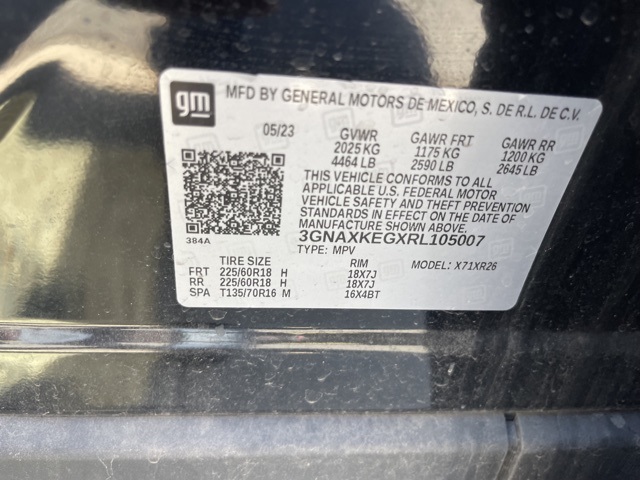 gm
MFD BY GENERAL MOTORS DE MEXICO, S. DE R.L. DE C.V.
05/23 GVWR GAWR FRT GAWR RR
2025 KG 1175 KG 1200 KG
4464 LB 2590 LB 2645 LB
THIS VEHICLE CONFORMS TO ALL
APPLICABLE U.S. FEDERAL MOTOR
VEHICLE SAFETY AND THEFT PREVENTION
STANDARDS IN EFFECT ON THE DATE OF
MANUFACTURE SHOWN ABOVE.
384A 3GNAXKEGXRL105007
TYPE: MPV MODEL: X71XR26
TIRE SIZE RIM
FRT 225/60R18 H 18X7J
RR 225/60R18 H 18X7J
SPA T135/70R16 M 16X4BT